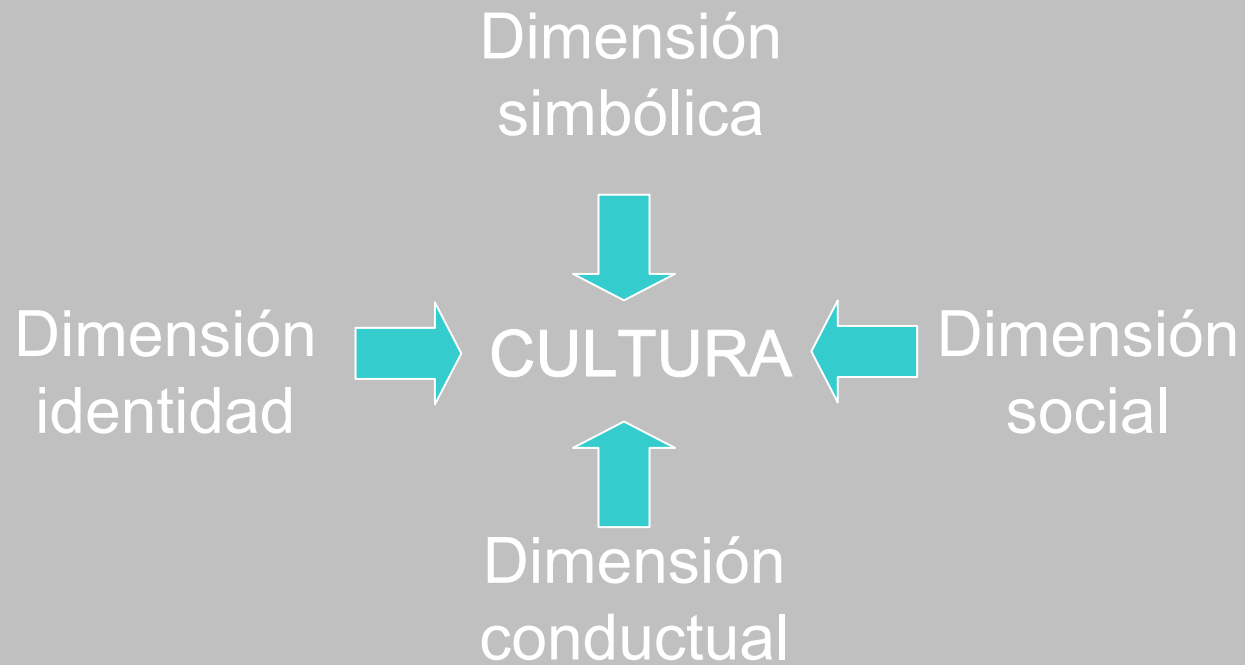 Dimensión
simbólica
Dimensión
identidad
CULTURA
Dimensión
social
Dimensión
conductual